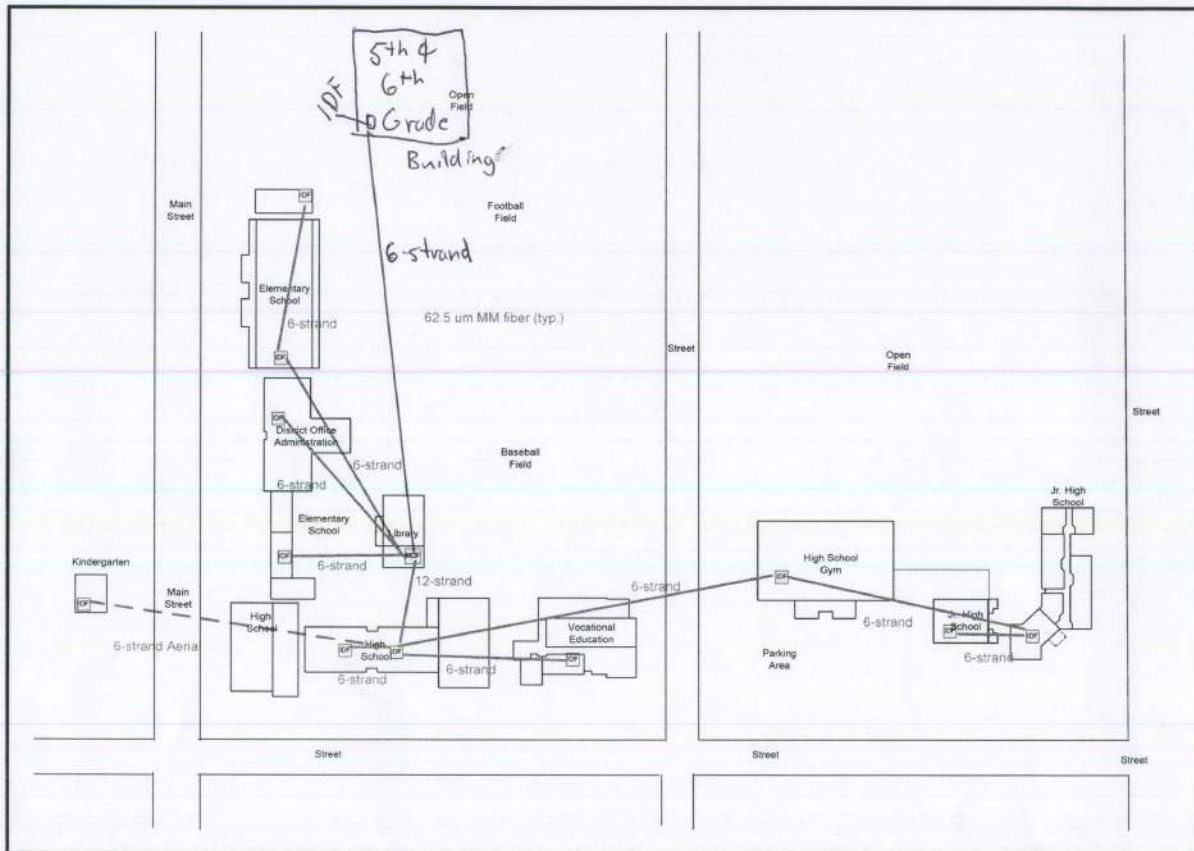 5th &
6th
Grade
Building
IDF
Open
Field
Main
Street
IDF
Football
Field
6-strand
Elementary
School
6-strand
62.5 um MM fiber (typ.)
IDF
Street
Open
Field
Street
IDF
District Office
Administration
6-strand
6-strand
Baseball
Field
Elementary
School
Library
IDF
6-strand
12-strand
Jr. High
School
Kindergarten
IDF
Main
Street
6-strand Aerial
High
School
IDF
High
School
IDF
6-strand
6-strand
Vocational
Education
IDF
6-strand
High School
Gym
IDF
6-strand
Parking
Area
Jr. High
School
IDF
IDF
6-strand
Street
Street
Street